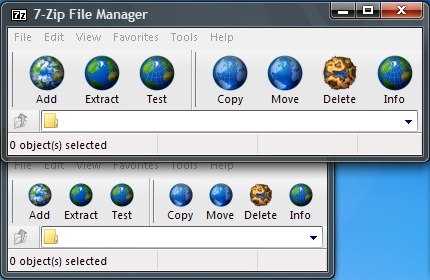 7z 7-Zip File Manager
File Edit View Favorites Tools Help
Add Extract Test Copy Move Delete Info
0 object(s) selected
File Edit View Favorites Tools Help
Add Extract Test Copy Move Delete Info
0 object(s) selected